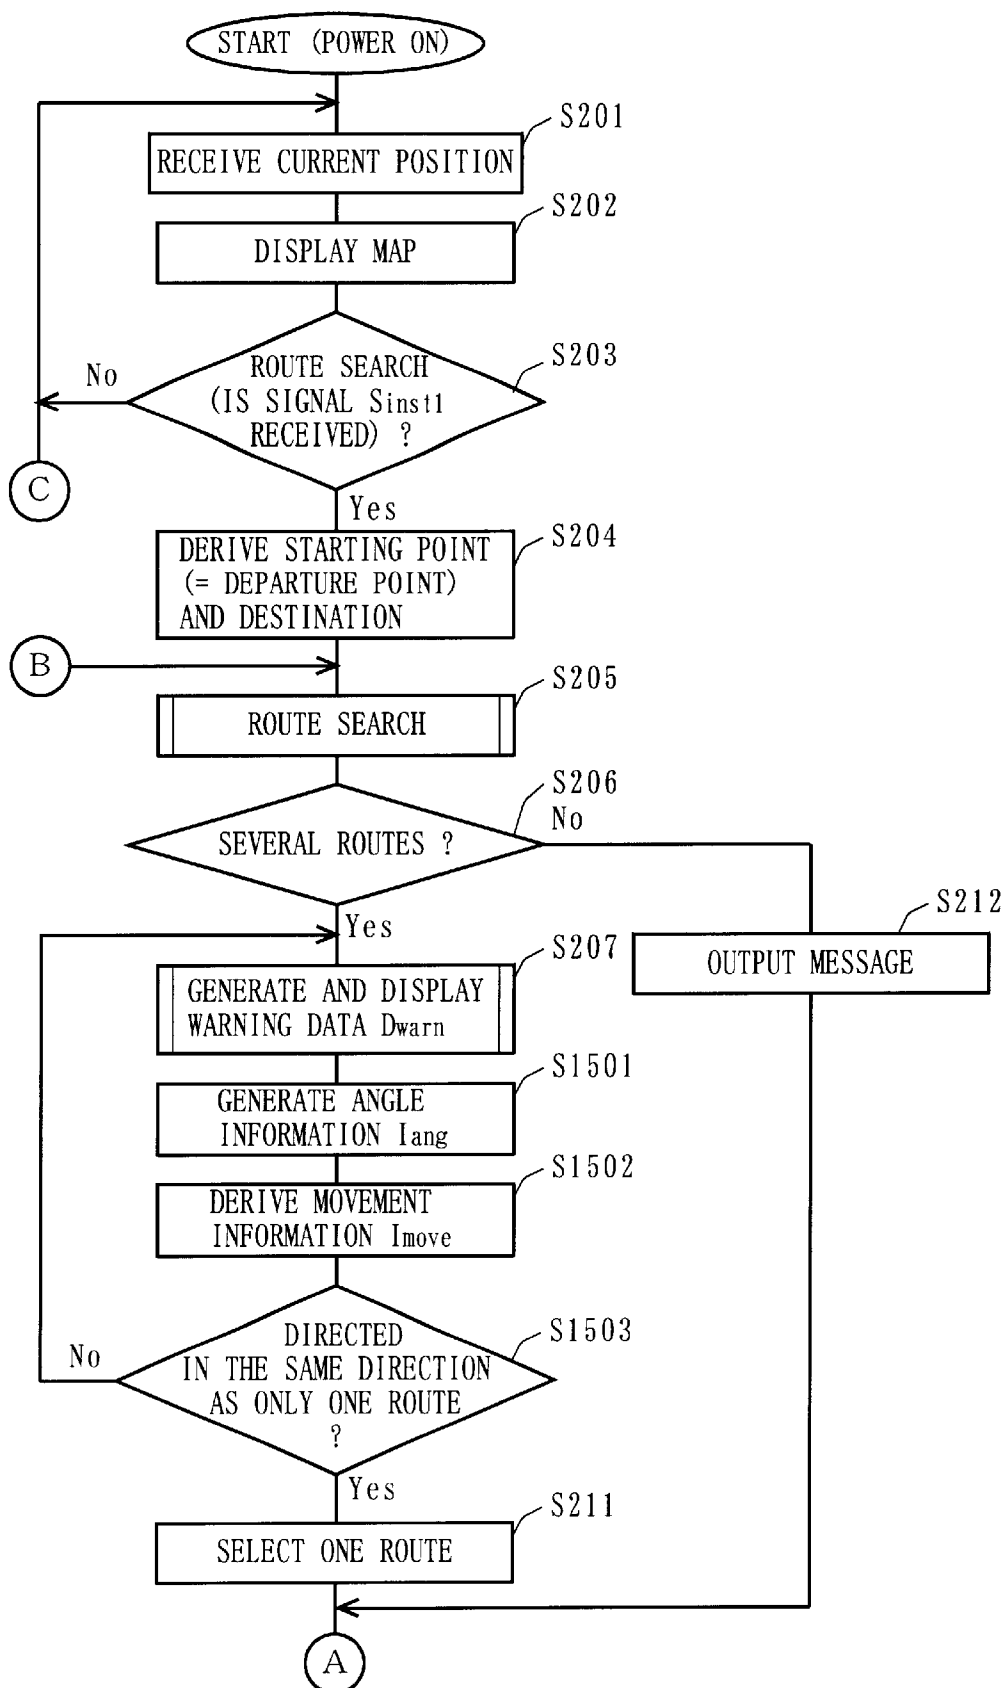 START (POWER ON)
S201
RECEIVE CURRENT POSITION
S202
DISPLAY MAP
S203
ROUTE SEARCH
(IS SIGNAL Sinst1
RECEIVED) ?
No
C
Yes
S204
DERIVE STARTING POINT
(= DEPARTURE POINT)
AND DESTINATION
B
S205
ROUTE SEARCH
S206
SEVERAL ROUTES ?
No
Yes
S212
OUTPUT MESSAGE
S207
GENERATE AND DISPLAY
WARNING DATA Dwarn
S1501
GENERATE ANGLE
INFORMATION Iang
S1502
DERIVE MOVEMENT
INFORMATION Imove
S1503
DIRECTED
IN THE SAME DIRECTION
AS ONLY ONE ROUTE
?
No
Yes
S211
SELECT ONE ROUTE
A